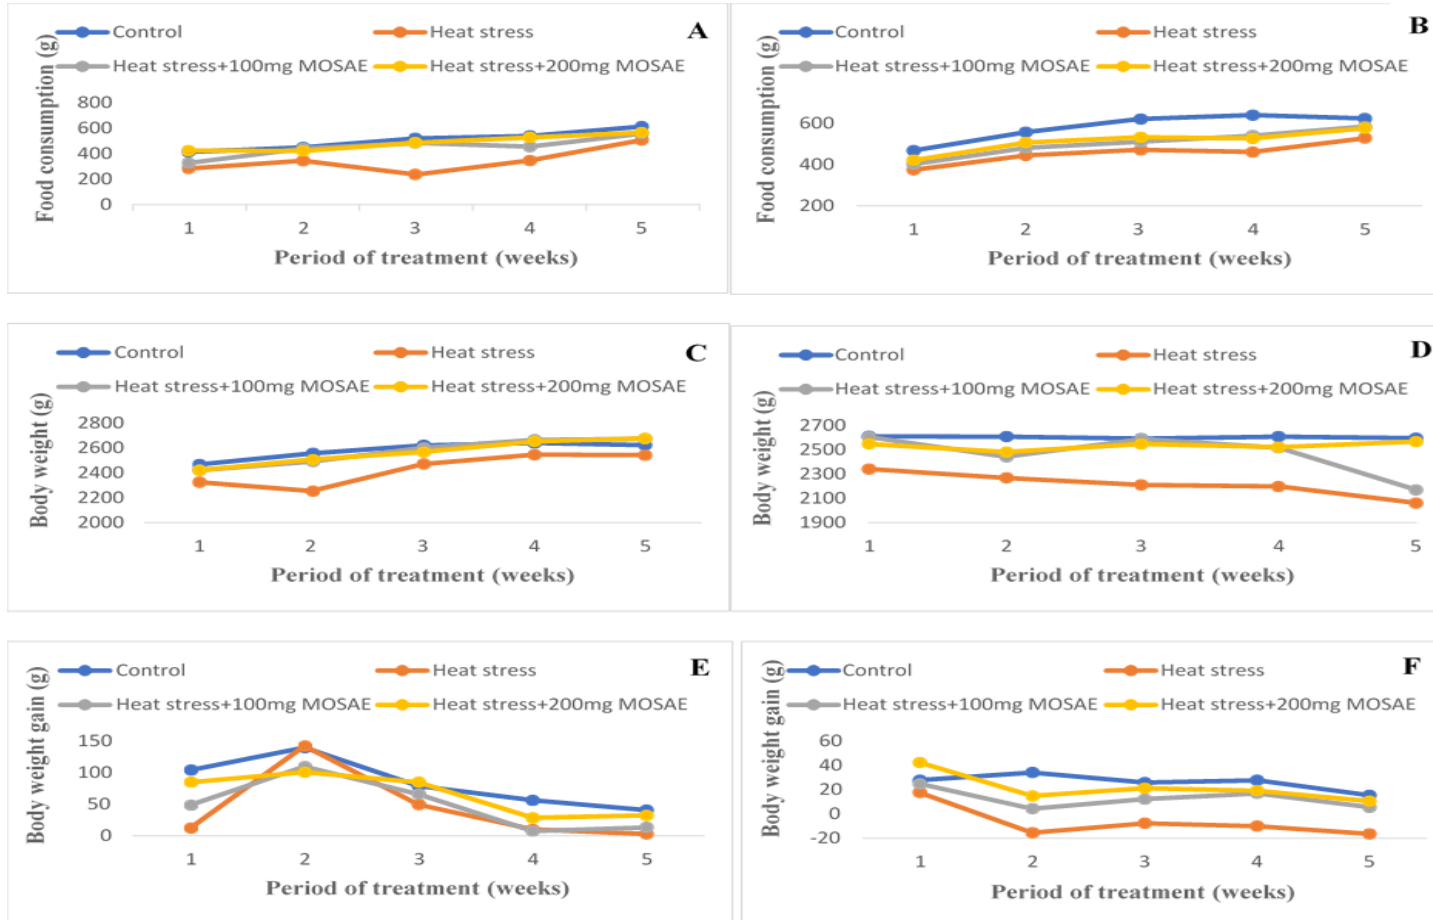 Control Heat stress A
Heat stress+100mg MOSAE Heat stress+200mg MOSAE
Food consumption (g)
800
600
400
200
0
1 2 3 4 5
Period of treatment (weeks)
Control Heat stress B
Heat stress+100mg MOSAE Heat stress+200mg MOSAE
Food consumption (g)
600
400
200
1 2 3 4 5
Period of treatment (weeks)
Control Heat stress C
Heat stress+100mg MOSAE Heat stress+200mg MOSAE
Body weight (g)
2800
2600
2400
2200
2000
1 2 3 4 5
Period of treatment (weeks)
Control Heat stress D
Heat stress+100mg MOSAE Heat stress+200mg MOSAE
Body weight (g)
2700
2500
2300
2100
1900
1 2 3 4 5
Period of treatment (weeks)
Control Heat stress E
Heat stress+100mg MOSAE Heat stress+200mg MOSAE
Body weight gain (g)
150
100
50
0
1 2 3 4 5
Period of treatment (weeks)
Control Heat stress F
Heat stress+100mg MOSAE Heat stress+200mg MOSAE
Body weight gain (g)
60
40
20
0
-20
1 2 3 4 5
Period of treatment (weeks)